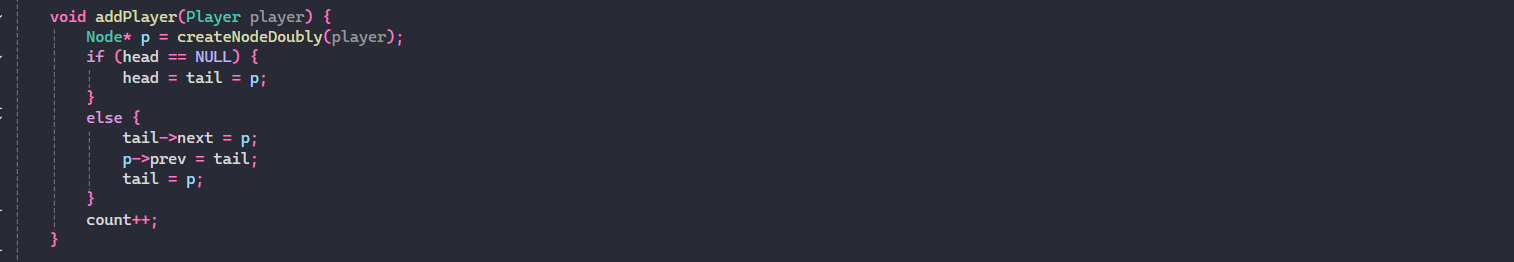 void addPlayer(Player player) {
    Node* p = createNodeDoubly(player);
    if (head == NULL) {
        head = tail = p;
    }
    else {
        tail->next = p;
        p->prev = tail;
        tail = p;
    }
    count++;
}